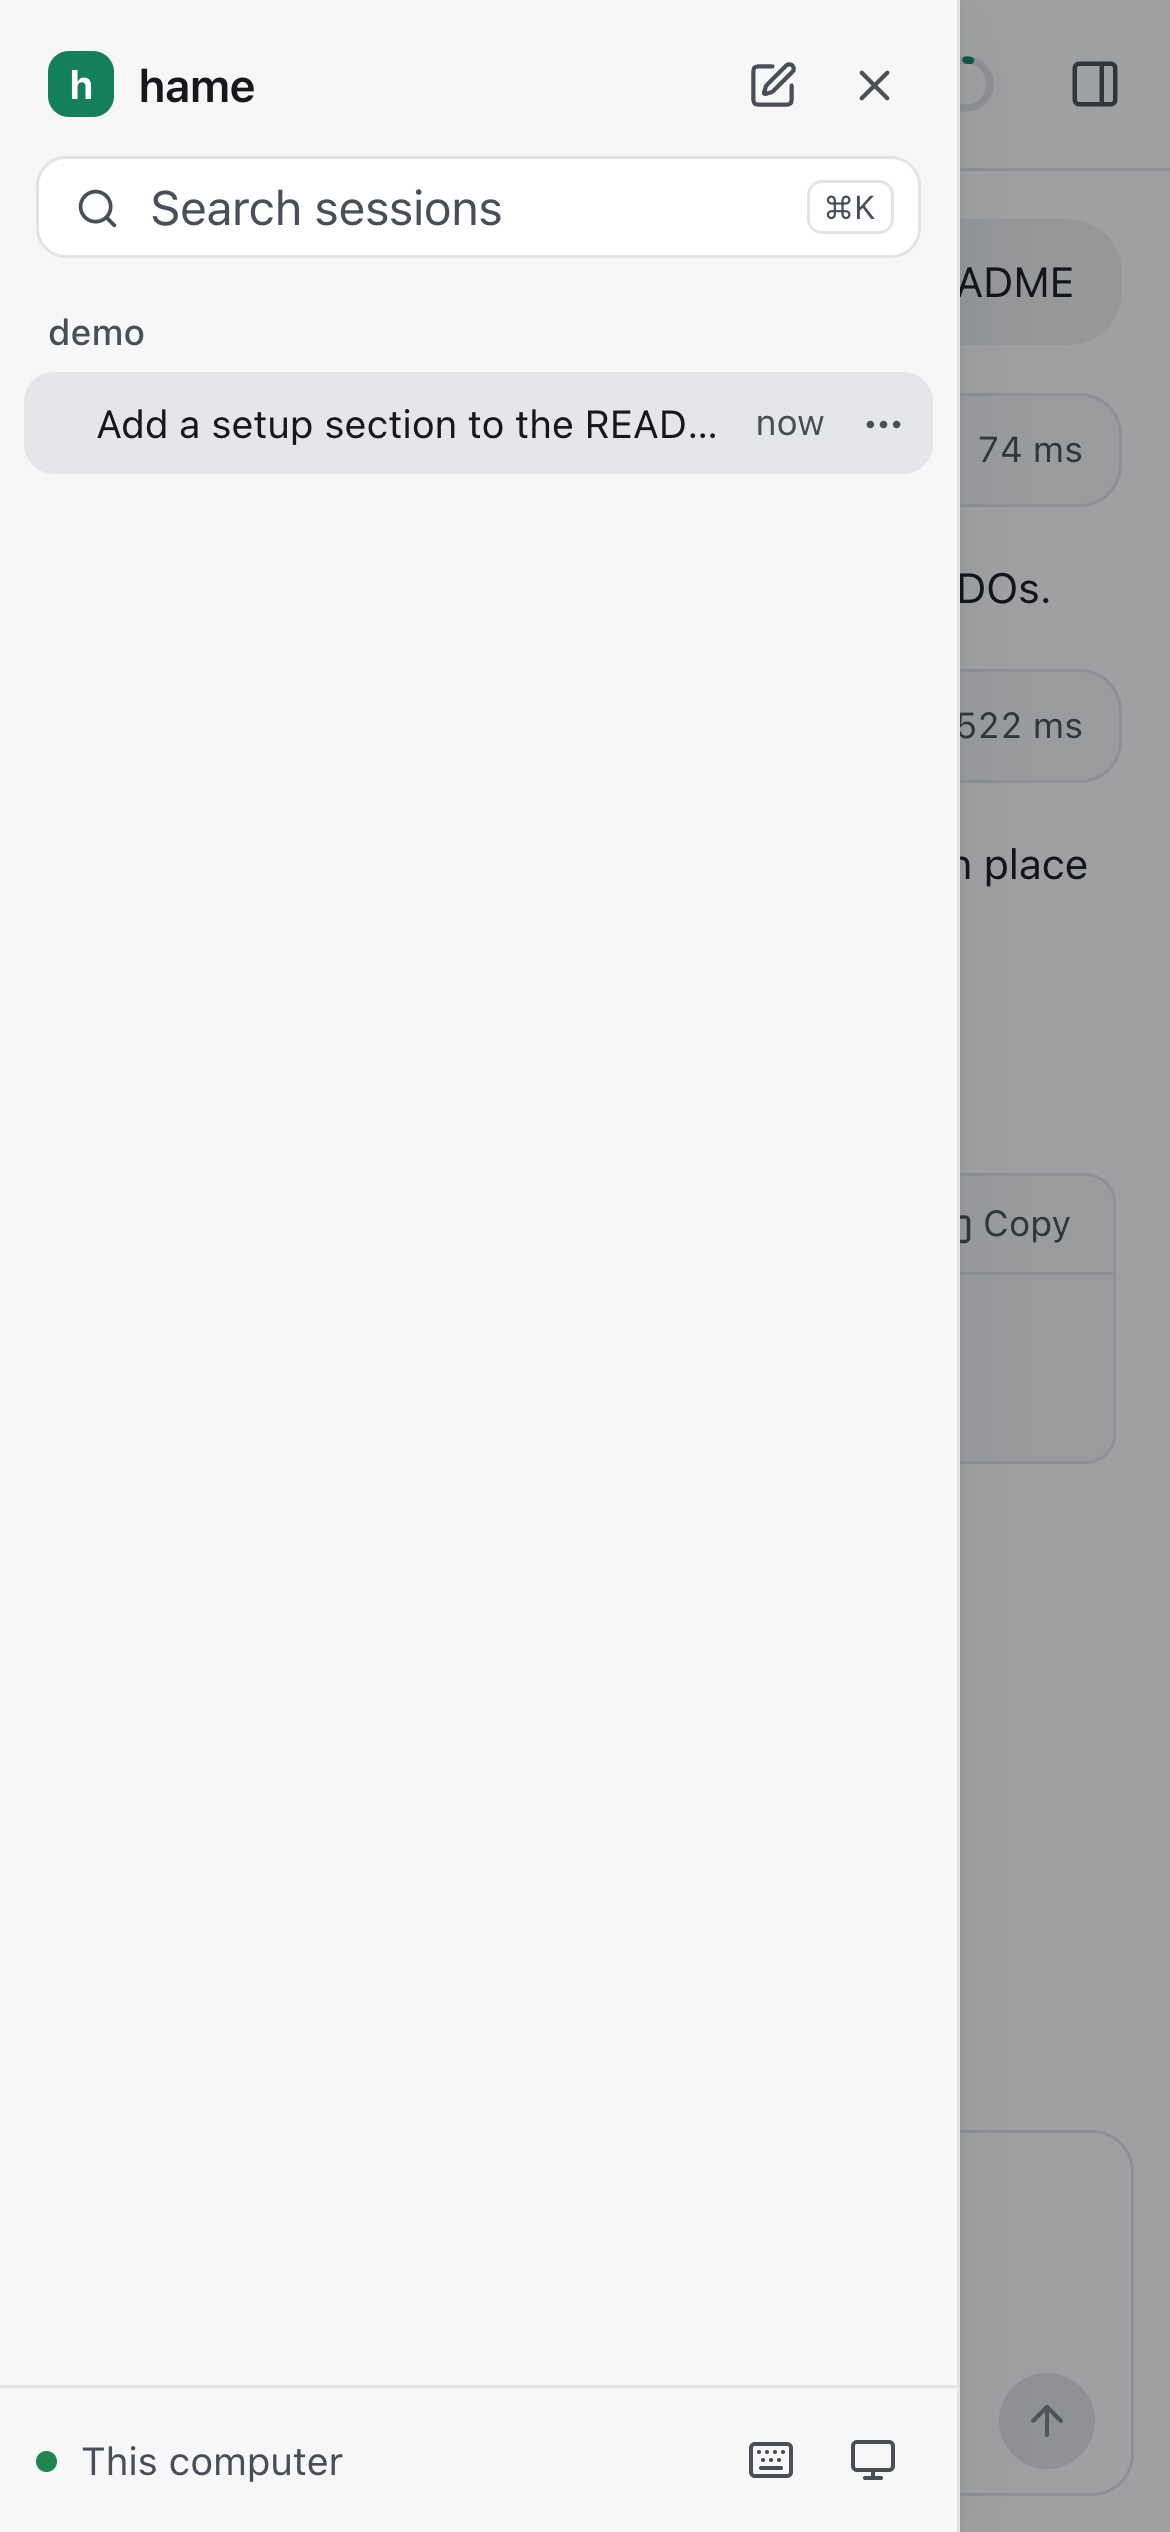 h hame
Search sessions ⌘K
demo
Add a setup section to the READ... now
This computer
ADME
74 ms
DOs.
522 ms
n place
Copy